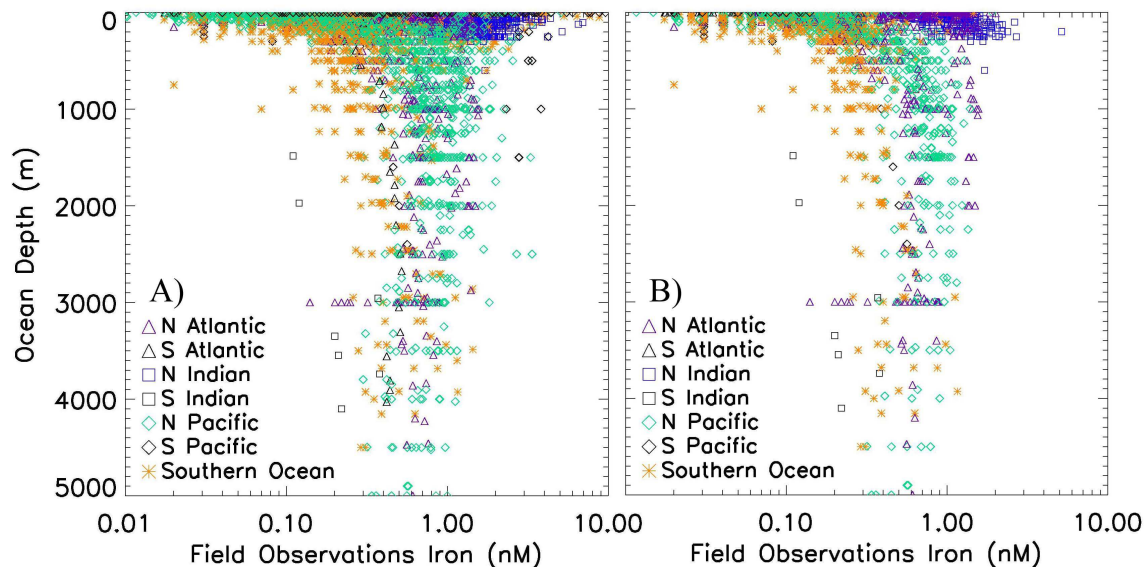 0
1000
2000
3000
4000
5000
Ocean Depth (m)
A)
N Atlantic
S Atlantic
N Indian
S Indian
N Pacific
S Pacific
Southern Ocean
0.01 0.10 1.00 10.00
Field Observations Iron (nM)
B)
N Atlantic
S Atlantic
N Indian
S Indian
N Pacific
S Pacific
Southern Ocean
0.10 1.00 10.00
Field Observations Iron (nM)